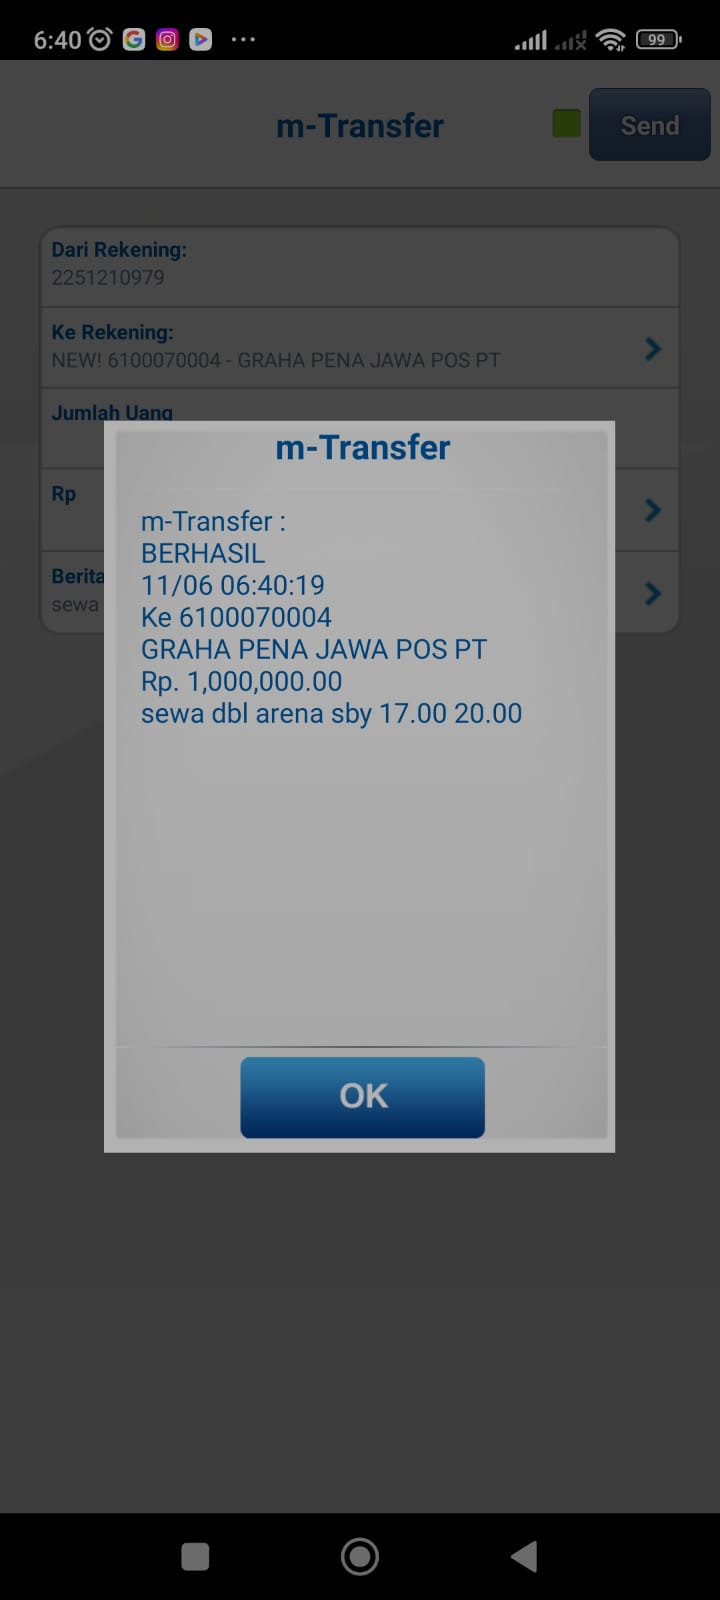 6:40
99
m-Transfer
Send
Dari Rekening:
2251210979
Ke Rekening:
NEW! 6100070004 - GRAHA PENA JAWA POS PT
Jumlah Uang
Rp
Berita
sewa
m-Transfer
m-Transfer :
BERHASIL
11/06 06:40:19
Ke 6100070004
GRAHA PENA JAWA POS PT
Rp. 1,000,000.00
sewa dbl arena sby 17.00 20.00
OK